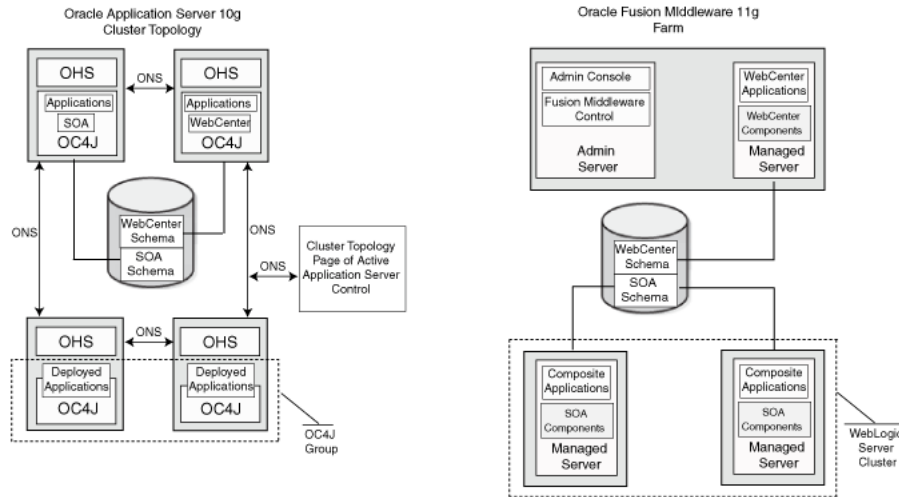 Oracle Application Server 10g
Cluster Topology
OHS
Applications
SOA
OC4J
ONS
OHS
Applications
WebCenter
OC4J
ONS
ONS
WebCenter
Schema
SOA
Schema
ONS
Cluster Topology
Page of Active
Application Server
Control
OHS
Deployed
Applications
OC4J
ONS
OHS
Deployed
Applications
OC4J
OC4J
Group
Oracle Fusion MIddleware 11g
Farm
Admin Console
Fusion Middleware
Control
Admin
Server
WebCenter
Applications
WebCenter
Components
Managed
Server
WebCenter
Schema
SOA
Schema
Composite
Applications
SOA
Components
Managed
Server
Composite
Applications
SOA
Components
Managed
Server
WebLogic
Server
Cluster